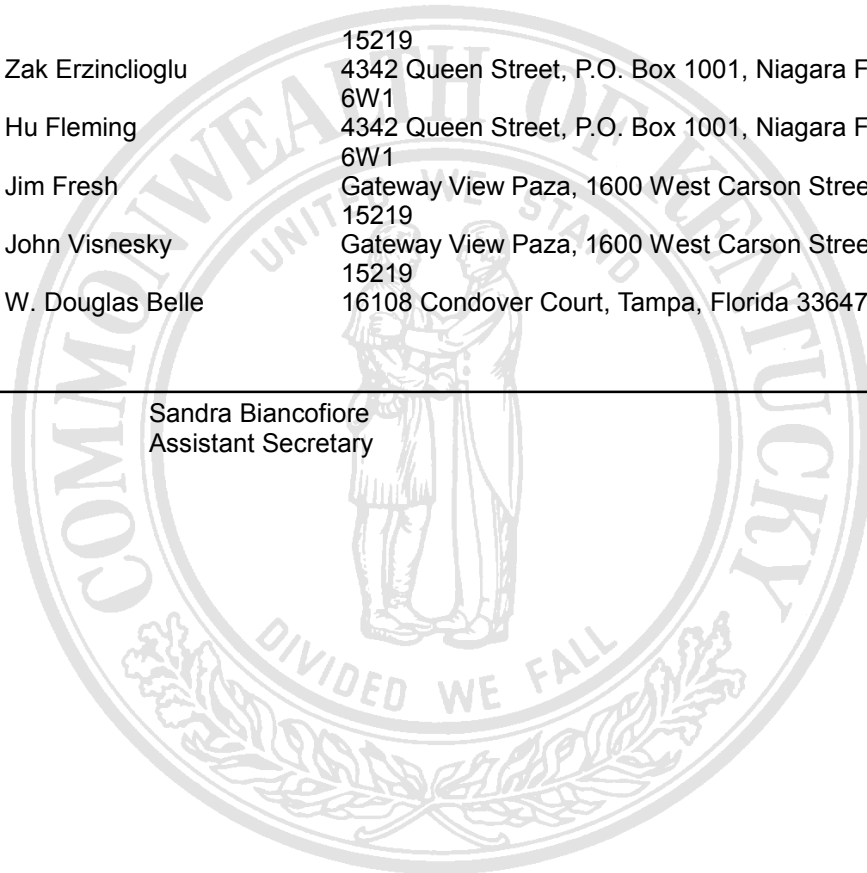 15219
Zak Erzinclioglu 4342 Queen Street, P.O. Box 1001, Niagara F
6W1
Hu Fleming 4342 Queen Street, P.O. Box 1001, Niagara F
6W1
Jim Fresh Gateway View Paza, 1600 West Carson Stree
15219
John Visnesky Gateway View Paza, 1600 West Carson Stree
15219
W. Douglas Belle 16108 Condover Court, Tampa, Florida 33647
Sandra Biancofiore
Assistant Secretary
COMMONWEALTH OF KENTUCKY
UNITED WE STAND
DIVIDED WE FALL